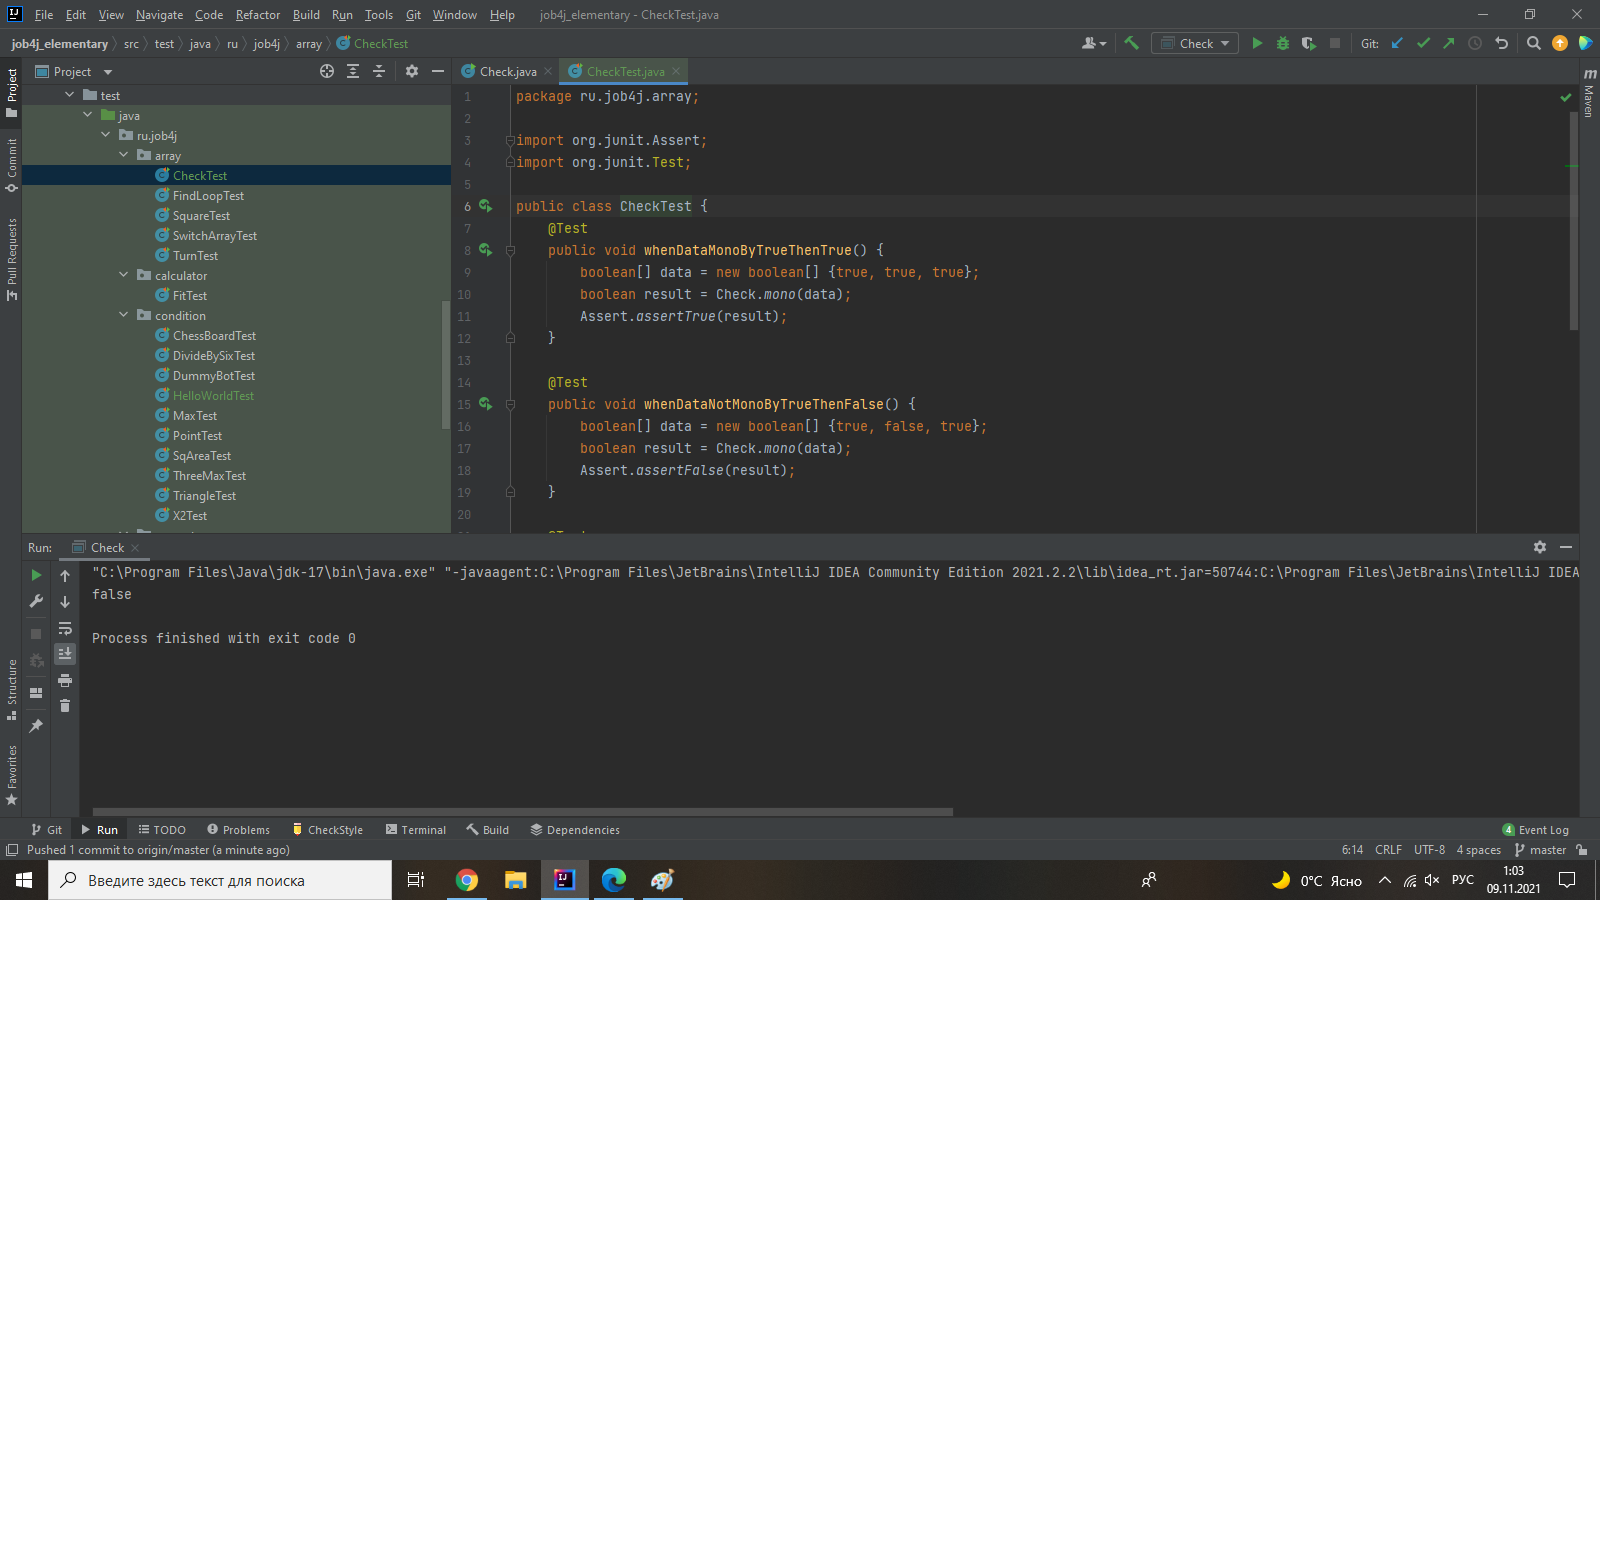 File Edit View Navigate Code Refactor Build Run Tools Git Window Help job4j_elementary - CheckTest.java
job4j_elementary src test java ru job4j array CheckTest Check Git:
Project
Check.java CheckTest.java
test
java
ru.job4j
array
CheckTest
FindLoopTest
SquareTest
SwitchArrayTest
TurnTest
calculator
FitTest
condition
ChessBoardTest
DivideBySixTest
DummyBotTest
HelloWorldTest
MaxTest
PointTest
SqAreaTest
ThreeMaxTest
TriangleTest
X2Test
1 package ru.job4j.array;
2
3 import org.junit.Assert;
4 import org.junit.Test;
5
6 public class CheckTest {
7 @Test
8 public void whenDataMonoByTrueThenTrue() {
9 boolean[] data = new boolean[] {true, true, true};
10 boolean result = Check.mono(data);
11 Assert.assertTrue(result);
12 }
13
14 @Test
15 public void whenDataNotMonoByTrueThenFalse() {
16 boolean[] data = new boolean[] {true, false, true};
17 boolean result = Check.mono(data);
18 Assert.assertFalse(result);
19 }
20
Project
Commit
Pull Requests
Structure
Favorites
m Maven
Run: Check
"C:\Program Files\Java\jdk-17\bin\java.exe" "-javaagent:C:\Program Files\JetBrains\IntelliJ IDEA Community Edition 2021.2.2\lib\idea_rt.jar=50744:C:\Program Files\JetBrains\IntelliJ IDEA
false
Process finished with exit code 0
Git Run TODO Problems CheckStyle Terminal Build Dependencies 4 Event Log
Pushed 1 commit to origin/master (a minute ago) 6:14 CRLF UTF-8 4 spaces master
Введите здесь текст для поиска 0°C Ясно РУС 1:03
09.11.2021